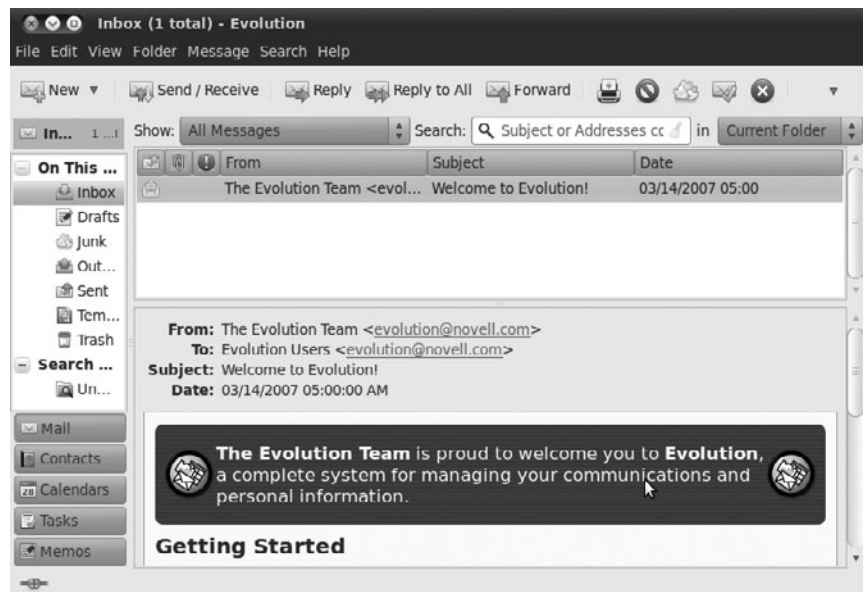 Inbox (1 total) - Evolution
File Edit View Folder Message Search Help
New Send / Receive Reply Reply to All Forward
In... 1 ...l Show: All Messages Search: Subject or Addresses cc in Current Folder
On This ...
Inbox
Drafts
Junk
Out...
Sent
Tem...
Trash
Search ...
Un...
Mail
Contacts
28 Calendars
Tasks
Memos
From Subject Date
The Evolution Team <evol... Welcome to Evolution! 03/14/2007 05:00
From: The Evolution Team <evolution@novell.com>
To: Evolution Users <evolution@novell.com>
Subject: Welcome to Evolution!
Date: 03/14/2007 05:00:00 AM
The Evolution Team is proud to welcome you to Evolution,
a complete system for managing your communications and
personal information.
Getting Started